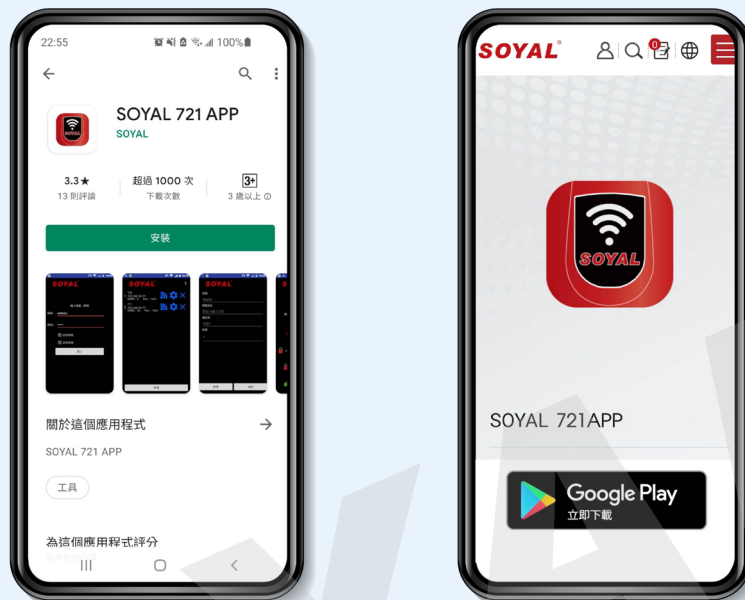 22:55
100%
SOYAL 721 APP
SOYAL
3.3★
13 則評論
超過 1000 次
下載次數
3+
3 歲以上
安裝
SOYAL
SOYAL
SOYAL
關於這個應用程式
SOYAL 721 APP
工具
為這個應用程式評分
SOYAL
0
SOYAL
SOYAL 721APP
Google Play
立即下載